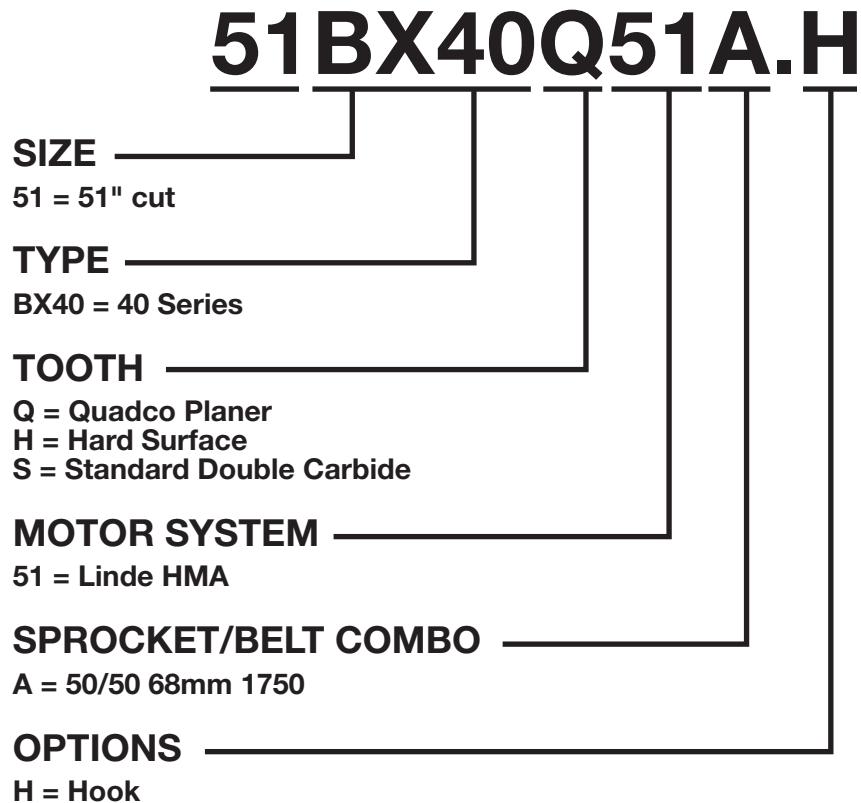 51BX40Q51A.H
SIZE
51 = 51" cut
TYPE
BX40 = 40 Series
TOOTH
Q = Quadco Planer
H = Hard Surface
S = Standard Double Carbide
MOTOR SYSTEM
51 = Linde HMA
SPROCKET/BELT COMBO
A = 50/50 68mm 1750
OPTIONS
H = Hook